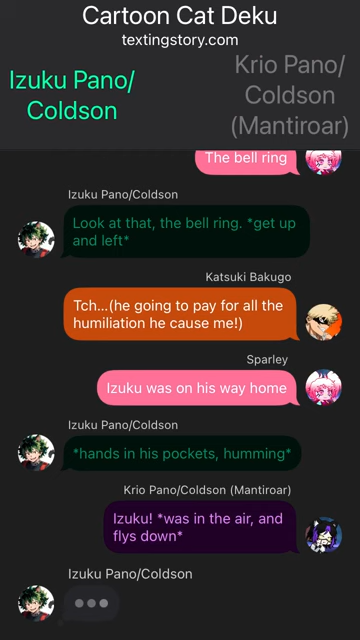 Cartoon Cat Deku
textingstory.com
Izuku Pano/
Coldson
Krio Pano/
Coldson
(Mantiroar)
The bell ring
Izuku Pano/Coldson
Look at that, the bell ring. *get up
and left*
Katsuki Bakugo
Tch...(he going to pay for all the
humiliation he cause me!)
Sparley
Izuku was on his way home
Izuku Pano/Coldson
*hands in his pockets, humming*
Krio Pano/Coldson (Mantiroar)
Izuku! *was in the air, and
flys down*
Izuku Pano/Coldson